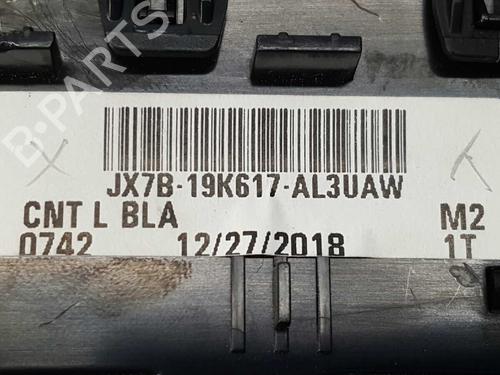 B-PARTS
JX7B-19K617-AL3UAW
CNT L BLA M2
0742 12/27/2018 1T